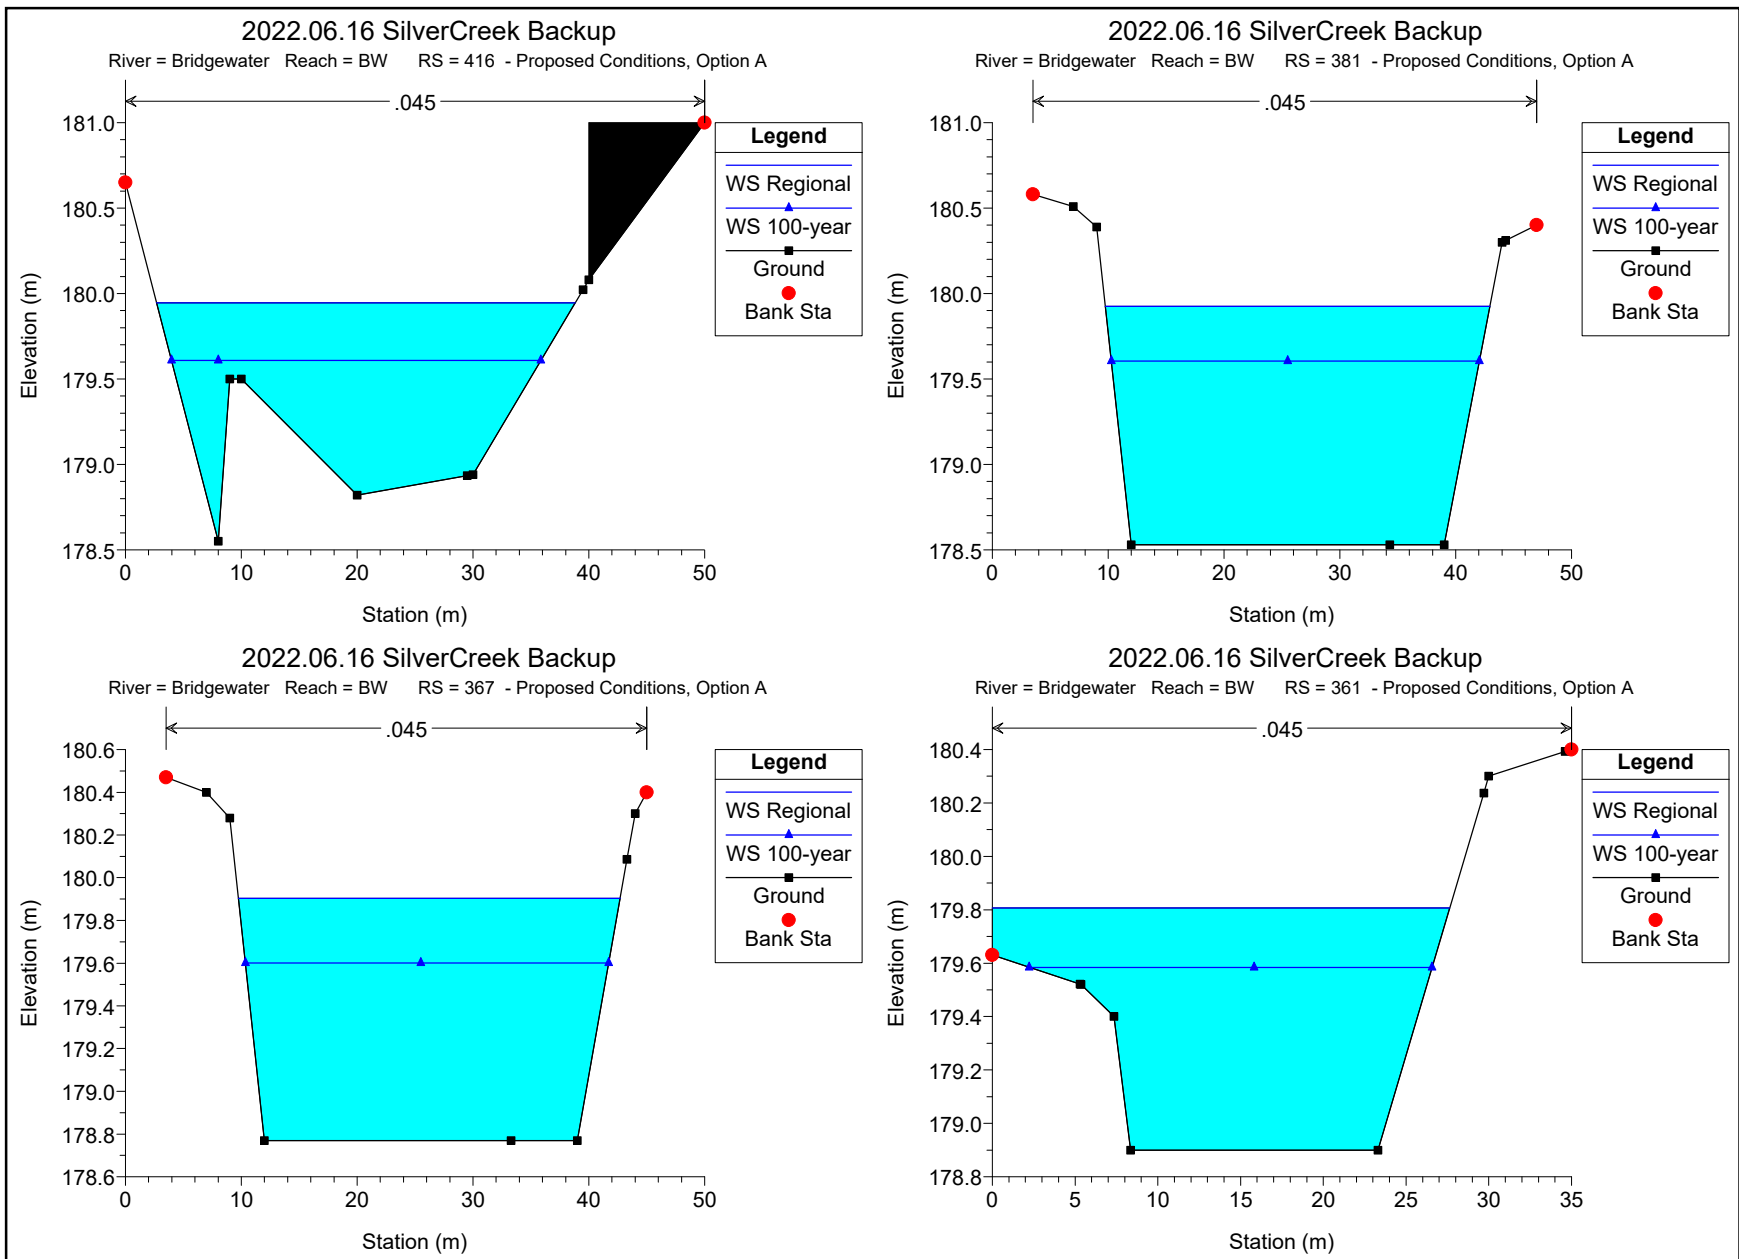 2022.06.16 SilverCreek Backup
River = Bridgewater Reach = BW RS = 416 - Proposed Conditions, Option A
.045
181.0
180.5
180.0
179.5
179.0
178.5
Elevation (m)
0 10 20 30 40 50
Station (m)
Legend
WS Regional
WS 100-year
Ground
Bank Sta
2022.06.16 SilverCreek Backup
River = Bridgewater Reach = BW RS = 381 - Proposed Conditions, Option A
.045
181.0
180.5
180.0
179.5
179.0
178.5
Elevation (m)
0 10 20 30 40 50
Station (m)
Legend
WS Regional
WS 100-year
Ground
Bank Sta
2022.06.16 SilverCreek Backup
River = Bridgewater Reach = BW RS = 367 - Proposed Conditions, Option A
.045
180.6
180.4
180.2
180.0
179.8
179.6
179.4
179.2
179.0
178.8
178.6
Elevation (m)
0 10 20 30 40 50
Station (m)
Legend
WS Regional
WS 100-year
Ground
Bank Sta
2022.06.16 SilverCreek Backup
River = Bridgewater Reach = BW RS = 361 - Proposed Conditions, Option A
.045
180.4
180.2
180.0
179.8
179.6
179.4
179.2
179.0
178.8
Elevation (m)
0 5 10 15 20 25 30 35
Station (m)
Legend
WS Regional
WS 100-year
Ground
Bank Sta